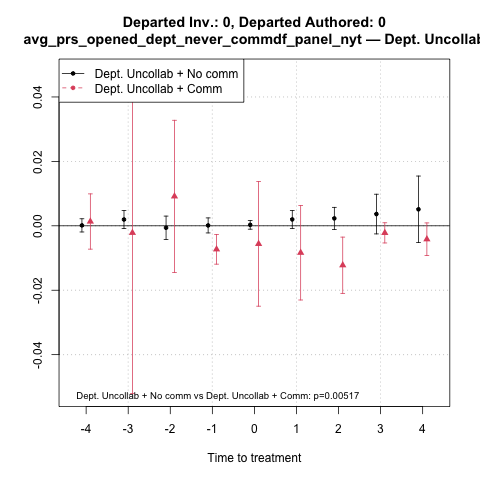 Departed Inv.: 0, Departed Authored: 0
avg_prs_opened_dept_never_commdf_panel_nyt — Dept. Uncollab
Dept. Uncollab + No comm
Dept. Uncollab + Comm
0.04
0.02
0.00
-0.02
-0.04
Dept. Uncollab + No comm vs Dept. Uncollab + Comm: p=0.00517
-4 -3 -2 -1 0 1 2 3 4
Time to treatment